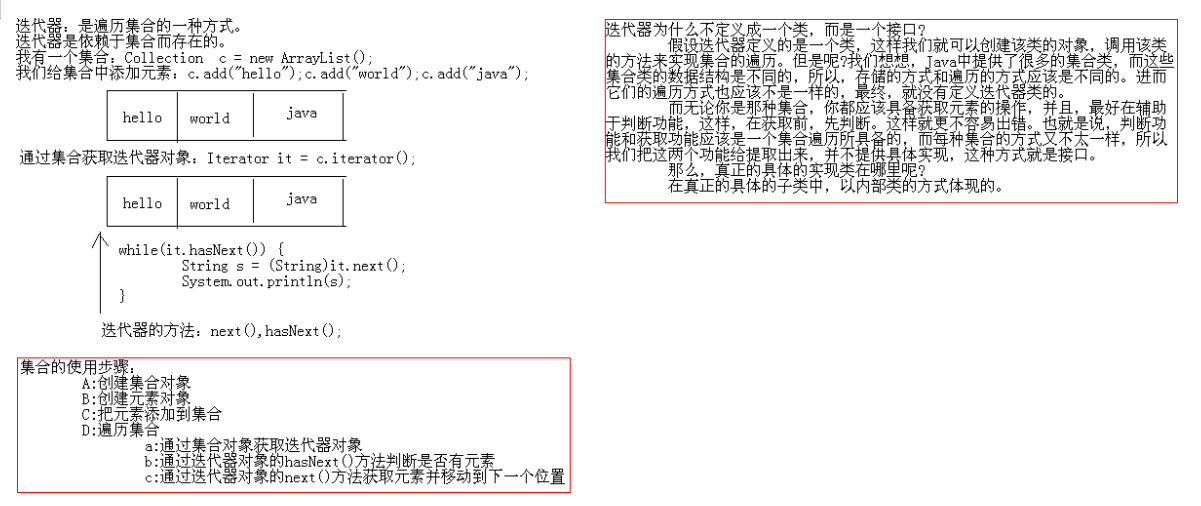 迭代器：是遍历集合的一种方式。
迭代器是依赖于集合而存在的。
我有一个集合：Collection c = new ArrayList();
我们给集合中添加元素：c.add("hello");c.add("world");c.add("java");
hello world java
通过集合获取迭代器对象：Iterator it = c.iterator();
hello world java
while(it.hasNext()) {
String s = (String)it.next();
System.out.println(s);
}
迭代器的方法：next(),hasNext();
集合的使用步骤：
A:创建集合对象
B:创建元素对象
C:把元素添加到集合
D:遍历集合
a:通过集合对象获取迭代器对象
b:通过迭代器对象的hasNext()方法判断是否有元素
c:通过迭代器对象的next()方法获取元素并移动到下一个位置
迭代器为什么不定义成一个类，而是一个接口？
假设迭代器定义的是一个类，这样我们就可以创建该类的对象，调用该类
的方法来实现集合的遍历。但是呢？我们想想，Java中提供了很多的集合类，而这些
集合类的数据结构是不同的，所以，存储的方式和遍历的方式应该是不同的。进而
它们的遍历方式也应该不是一样的，最终，就没有定义迭代器类的。
而无论你是那种集合，你都应该具备获取元素的操作，并且，最好在辅助
于判断功能，这样，在获取前，先判断。这样就更不容易出错。也就是说，判断功
能和获取功能应该是一个集合遍历所具备的，而每种集合的方式又不太一样，所以
我们把这两个功能给提取出来，并不提供具体实现，这种方式就是接口。
那么，真正的具体的实现类在哪里呢？
在真正的具体的子类中，以内部类的方式体现的。